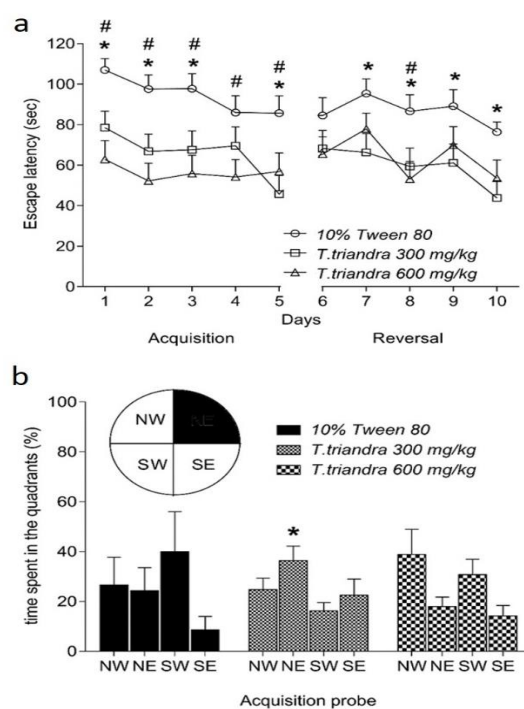 a
# # # #
* * * # * * # * * *
120
100
80
60
40
20
0
Escape latency (sec)
10% Tween 80
T.triandra 300 mg/kg
T.triandra 600 mg/kg
1 2 3 4 5 6 7 8 9 10
Days
Acquisition Reversal
b
100
80
60
40
20
0
time spent in the quadrants (%)
NW NE
SW SE
10% Tween 80
T.triandra 300 mg/kg
T.triandra 600 mg/kg
*
NW NE SW SE NW NE SW SE NW NE SW SE
Acquisition probe